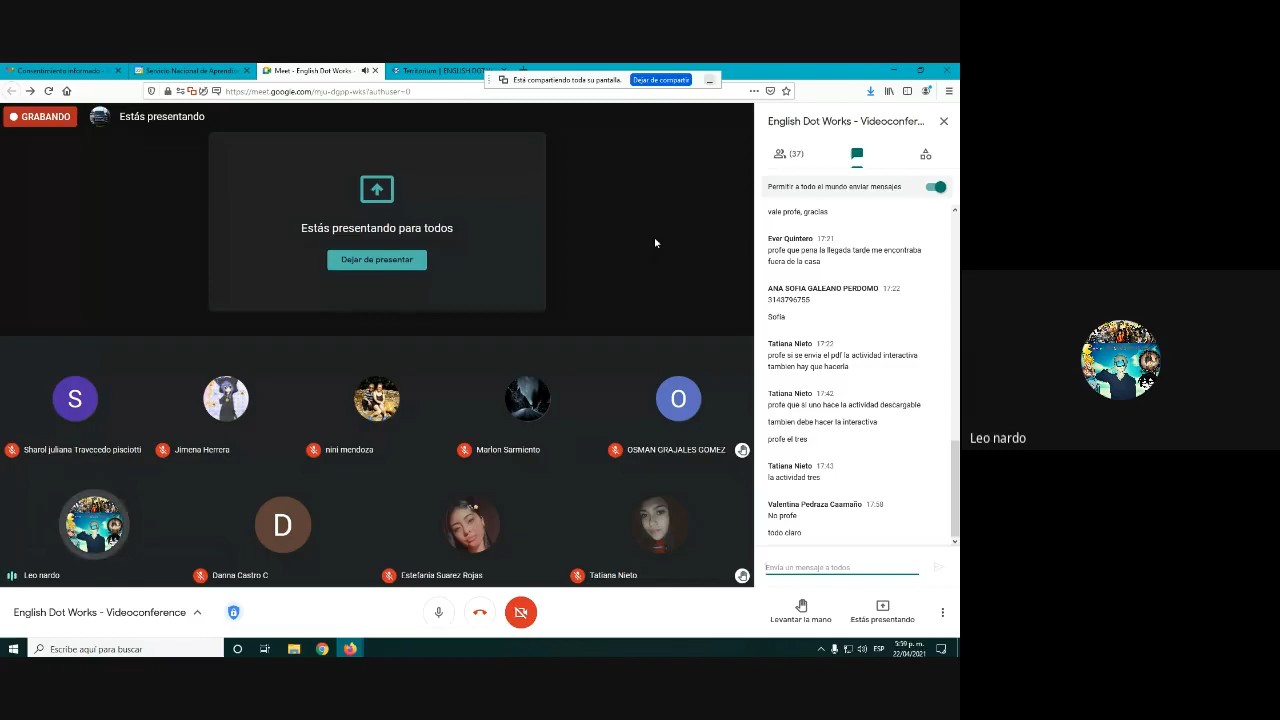 Consentimiento informado -
Servicio Nacional de Aprendiza
Meet - English Dot Works -
Territorium | ENGLISH DOT
Está compartiendo toda su pantalla.
Dejar de compartir
https://meet.google.com/mju-dgpp-wks?authuser=0
GRABANDO
Estás presentando
Estás presentando para todos
Dejar de presentar
S
Sharol juliana Travecedo pisciotti
Jimena Herrera
nini mendoza
Marlon Sarmiento
O
OSMAN GRAJALES GOMEZ
Leo nardo
D
Danna Castro C
Estefania Suarez Rojas
Tatiana Nieto
English Dot Works - Videoconference
English Dot Works - Videoconfer...
(37)
Permitir a todo el mundo enviar mensajes
vale profe, gracias
Ever Quintero 17:21
profe que pena la llegada tarde me encontraba
fuera de la casa
ANA SOFIA GALEANO PERDOMO 17:22
3143796755
Sofia
Tatiana Nieto 17:22
profe si se envia el pdf la actividad interactiva
tambien hay que hacerla
Tatiana Nieto 17:42
profe que si uno hace la actividad descargable
tambien debe hacer la interactiva
profe el tres
Tatiana Nieto 17:43
la actividad tres
Valentina Pedraza Caamaño 17:58
No profe
todo claro
Envía un mensaje a todos
Levantar la mano
Estás presentando
Escribe aquí para buscar
ESP
5:59 p. m.
22/04/2021
Leo nardo